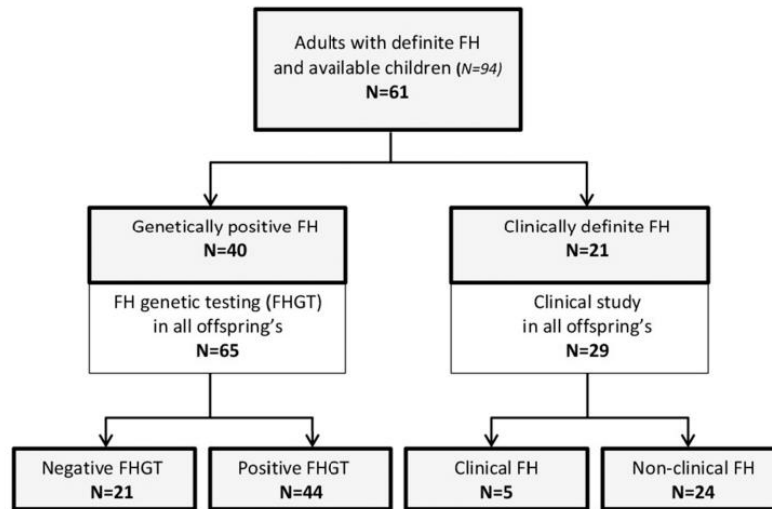 Adults with definite FH
and available children (N=94)
N=61
Genetically positive FH
N=40
Clinically definite FH
N=21
FH genetic testing (FHGT)
in all offspring's
N=65
Clinical study
in all offspring's
N=29
Negative FHGT
N=21
Positive FHGT
N=44
Clinical FH
N=5
Non-clinical FH
N=24